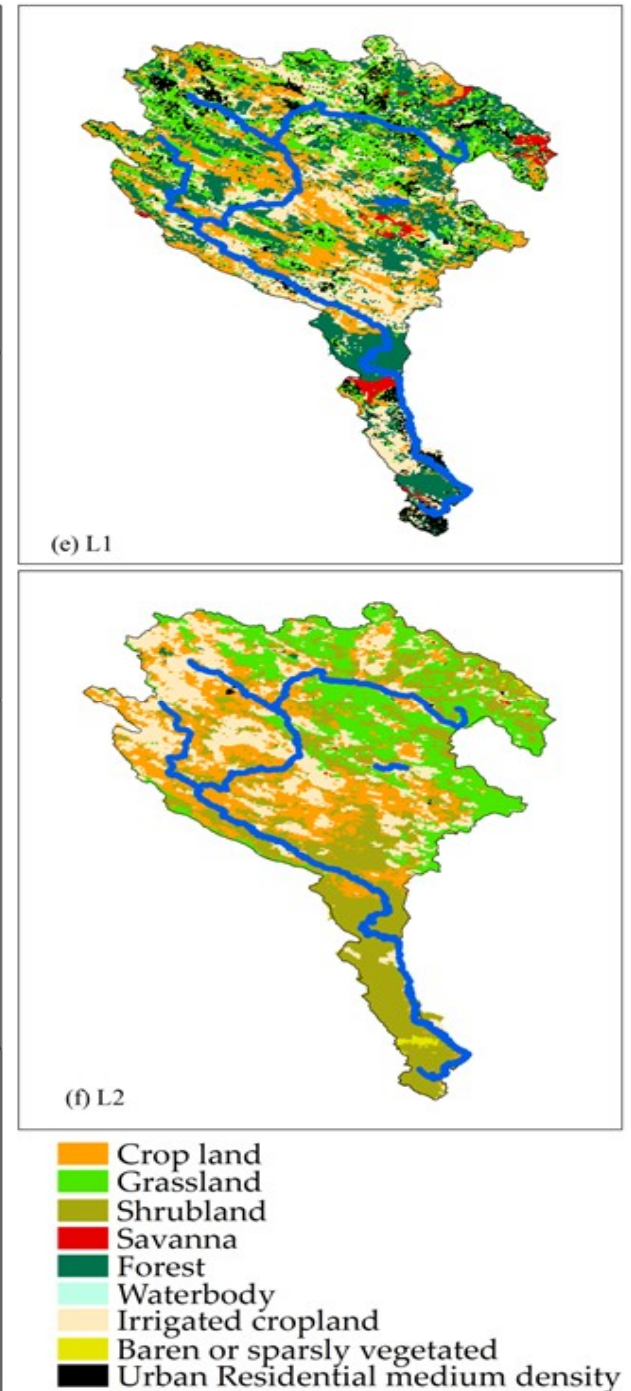 (e) L1
(f) L2
Crop land
Grassland
Shrubland
Savanna
Forest
Waterbody
Irrigated cropland
Baren or sparsly vegetated
Urban Residential medium density